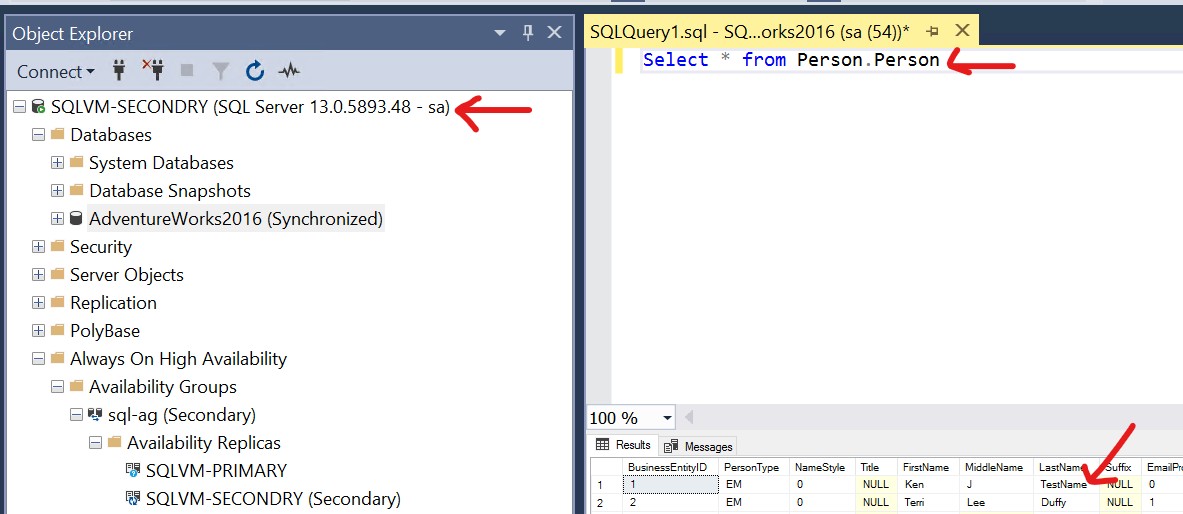 Object Explorer
Connect
SQLVM-SECONDRY (SQL Server 13.0.5893.48 - sa)
Databases
System Databases
Database Snapshots
AdventureWorks2016 (Synchronized)
Security
Server Objects
Replication
PolyBase
Always On High Availability
Availability Groups
sql-ag (Secondary)
Availability Replicas
SQLVM-PRIMARY
SQLVM-SECONDRY (Secondary)
SQLQuery1.sql - SQ...orks2016 (sa (54))*
Select * from Person.Person
100 %
Results Messages
BusinessEntityID PersonType NameStyle Title FirstName MiddleName LastName Suffix EmailPro
1 1 EM 0 NULL Ken J TestName NULL 0
2 2 EM 0 NULL Terri Lee Duffy NULL 1